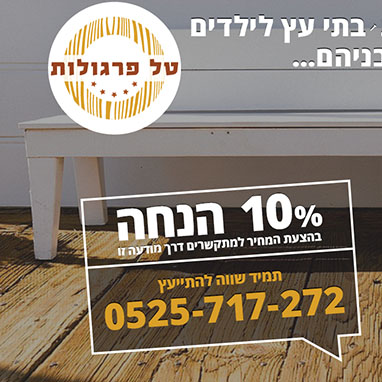 בתי עץ לילדים
בניהם...
טל פרגולות
10% הנחה
בהצעת המחיר למתקשרים דרך מודעה זו
תמיד שווה להתייעץ
0525-717-272